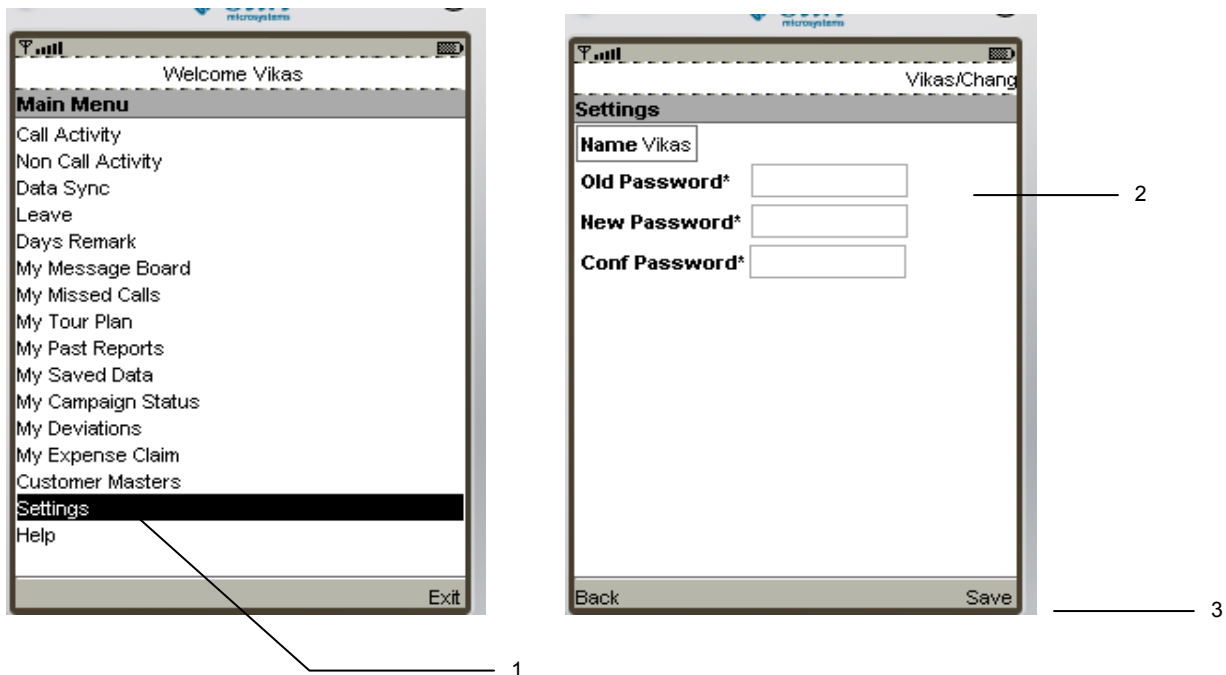 microsystems
Welcome Vikas
Main Menu
Call Activity
Non Call Activity
Data Sync
Leave
Days Remark
My Message Board
My Missed Calls
My Tour Plan
My Past Reports
My Saved Data
My Campaign Status
My Deviations
My Expense Claim
Customer Masters
Settings
Help
Exit
1
microsystems
Vikas/Chang
Settings
Name Vikas
Old Password*
New Password*
Conf Password*
Back Save
2
3